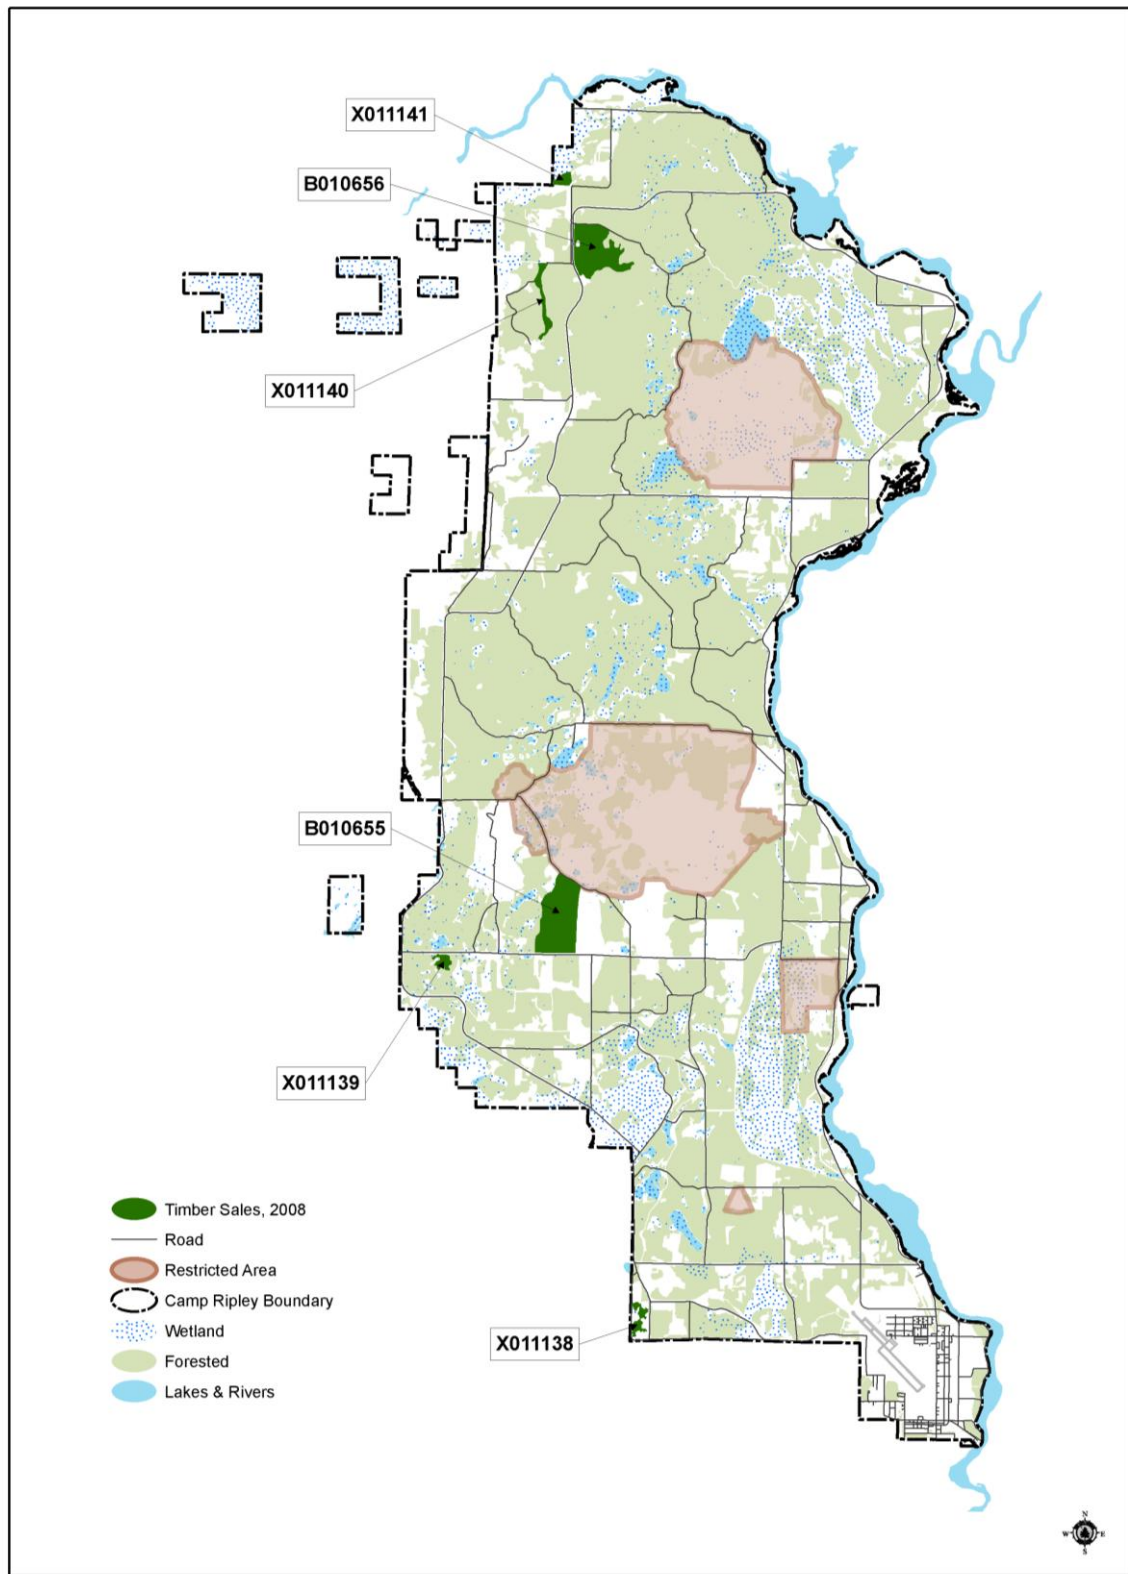 X011141
B010656
X011140
B010655
X011139
X011138
Timber Sales, 2008
Road
Restricted Area
Camp Ripley Boundary
Wetland
Forested
Lakes & Rivers
N
W E
S